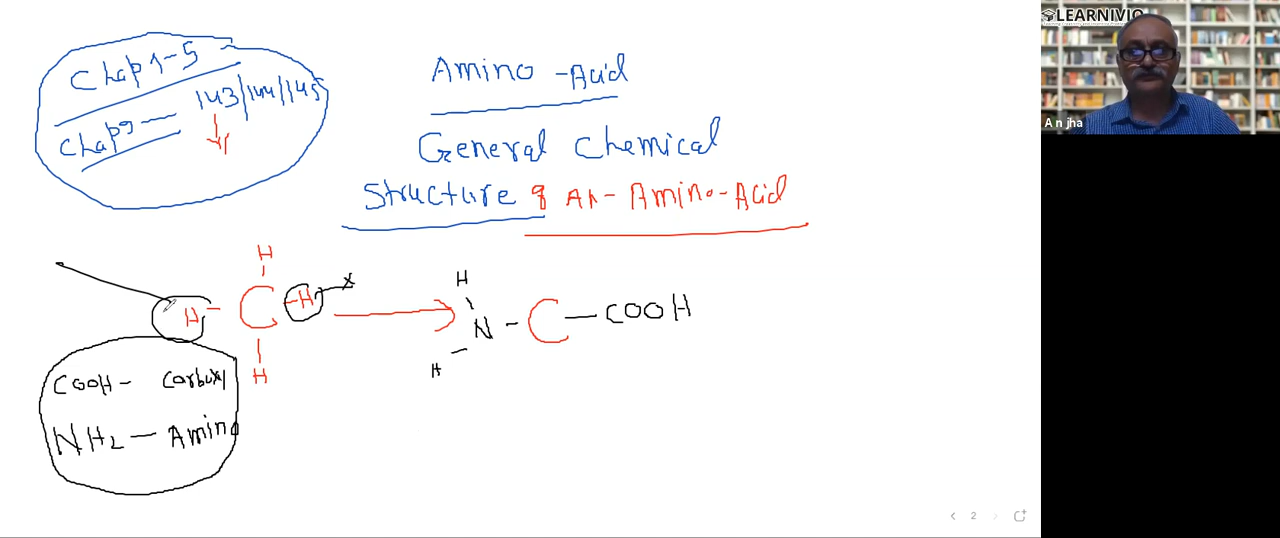 Chap 1-5
Chap 9 — 143/144/145
Amino-Acid
General Chemical
Structure of An-Amino-Acid
H
H - C - H x
H
H
N - C - COOH
H
COOH - Carboxyl
NH2 - Amino
LEARNIVIO
A n jha
2